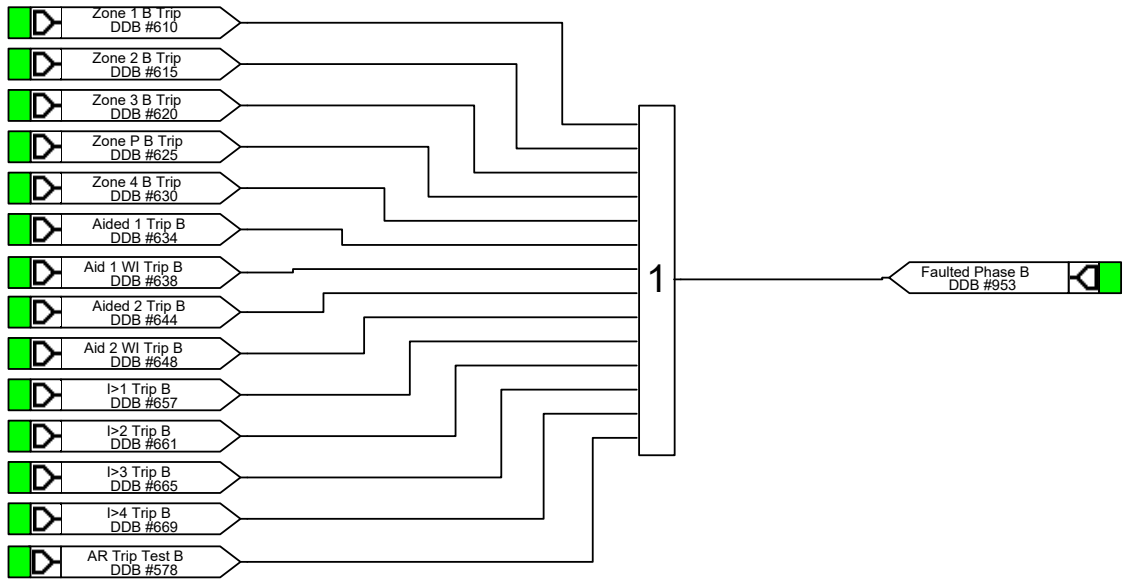 Zone 1 B Trip
DDB #610
Zone 2 B Trip
DDB #615
Zone 3 B Trip
DDB #620
Zone P B Trip
DDB #625
Zone 4 B Trip
DDB #630
Aided 1 Trip B
DDB #634
Aid 1 WI Trip B
DDB #638
Aided 2 Trip B
DDB #644
Aid 2 WI Trip B
DDB #648
I>1 Trip B
DDB #657
I>2 Trip B
DDB #661
I>3 Trip B
DDB #665
I>4 Trip B
DDB #669
AR Trip Test B
DDB #578
1
Faulted Phase B
DDB #953